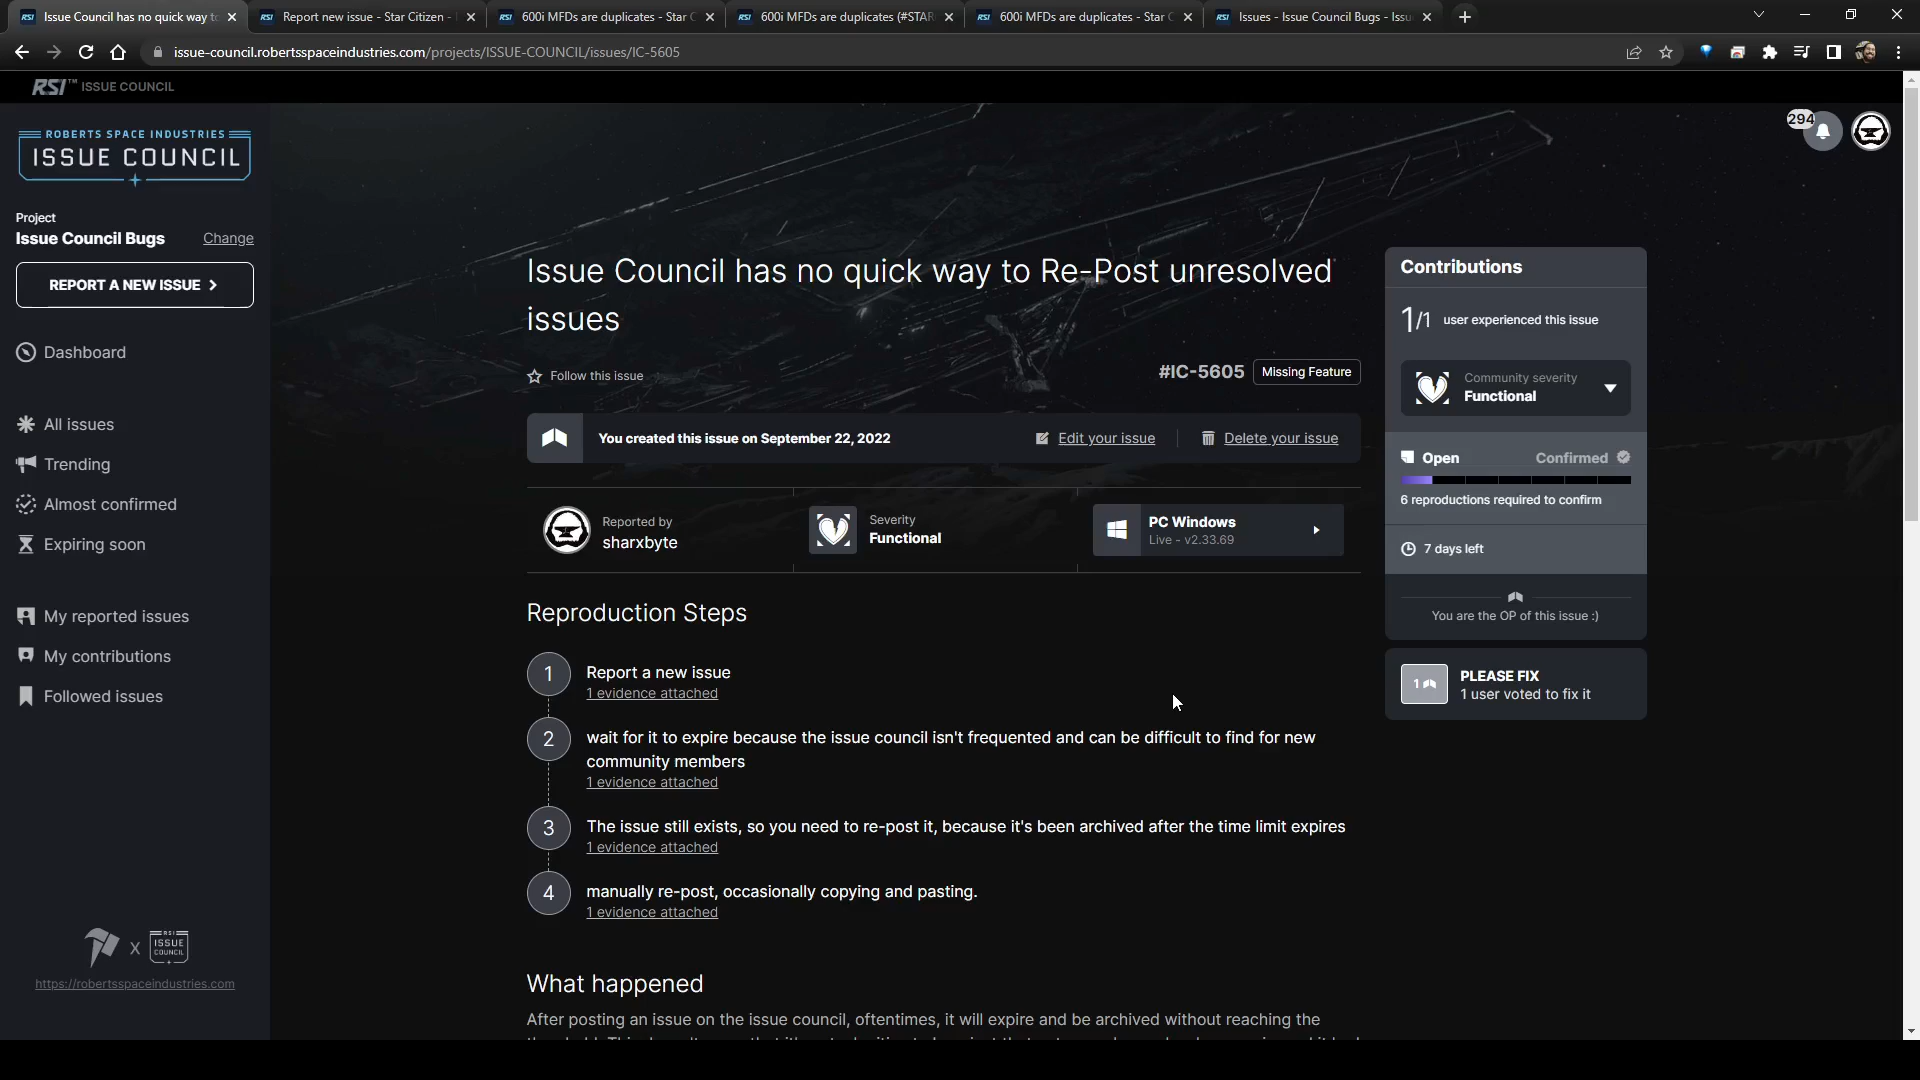 Issue Council has no quick way to
Report new issue - Star Citizen -
600i MFDs are duplicates - Star C
600i MFDs are duplicates (#STAR
600i MFDs are duplicates - Star C
Issues - Issue Council Bugs - Issu
issue-council.robertsspaceindustries.com/projects/ISSUE-COUNCIL/issues/IC-5605
RSI™ ISSUE COUNCIL
ROBERTS SPACE INDUSTRIES
ISSUE COUNCIL
294
Project
Issue Council Bugs Change
REPORT A NEW ISSUE
Dashboard
All issues
Trending
Almost confirmed
Expiring soon
My reported issues
My contributions
Followed issues
X
RSI
ISSUE
COUNCIL
https://robertsspaceindustries.com
Issue Council has no quick way to Re-Post unresolved
issues
Follow this issue
#IC-5605 Missing Feature
You created this issue on September 22, 2022
Edit your issue
Delete your issue
Reported by
sharxbyte
Severity
Functional
PC Windows
Live - v2.33.69
Reproduction Steps
1 Report a new issue
1 evidence attached
2 wait for it to expire because the issue council isn't frequented and can be difficult to find for new
community members
1 evidence attached
3 The issue still exists, so you need to re-post it, because it's been archived after the time limit expires
1 evidence attached
4 manually re-post, occasionally copying and pasting.
1 evidence attached
What happened
After posting an issue on the issue council, oftentimes, it will expire and be archived without reaching the
Contributions
1/1 user experienced this issue
Community severity
Functional
Open Confirmed
6 reproductions required to confirm
7 days left
You are the OP of this issue :)
1
PLEASE FIX
1 user voted to fix it